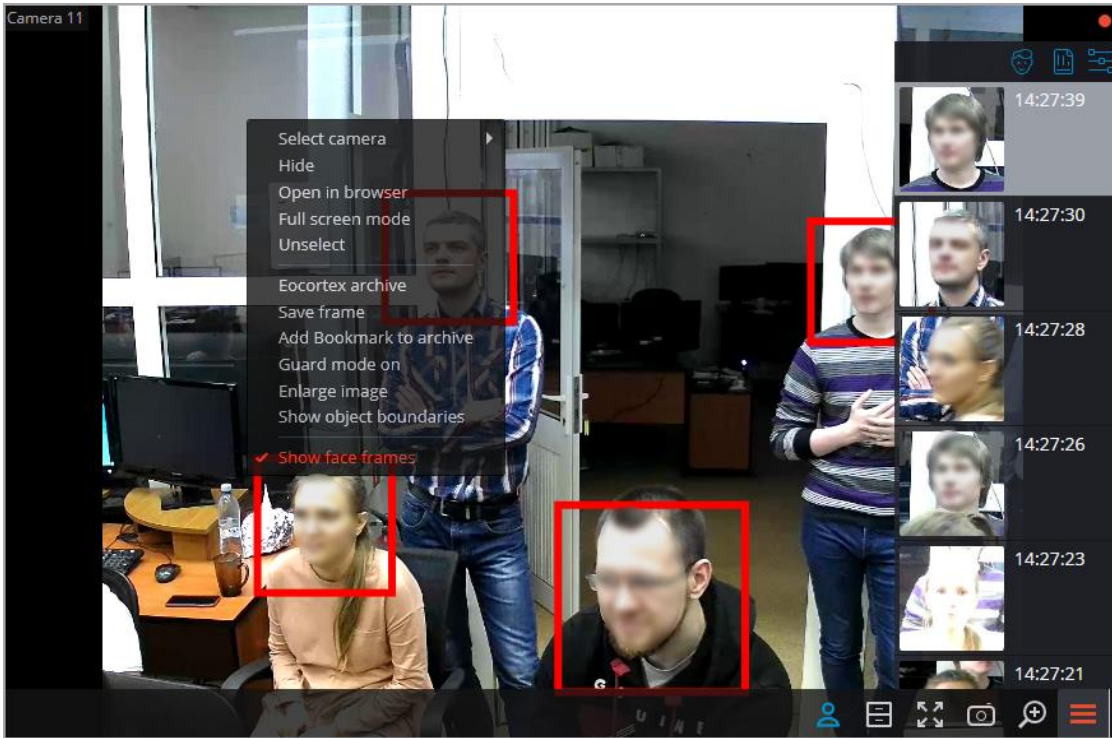 Camera 11
Select camera
Hide
Open in browser
Full screen mode
Unselect
Eocortex archive
Save frame
Add Bookmark to archive
Guard mode on
Enlarge image
Show object boundaries
Show face frames
14:27:39
14:27:30
14:27:28
14:27:26
14:27:23
14:27:21